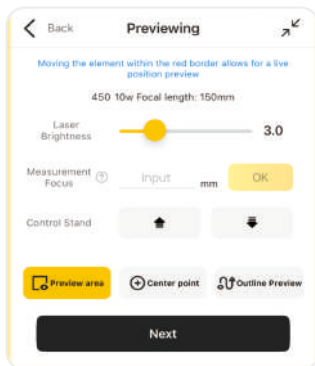 Back
Previewing
Moving the element within the red border allows for a live
position preview
450 10w Focal length: 150mm
Laser
Brightness
3.0
Measurement
Focus
?
Input
mm
OK
Control Stand
Preview area
Center point
Outline Preview
Next